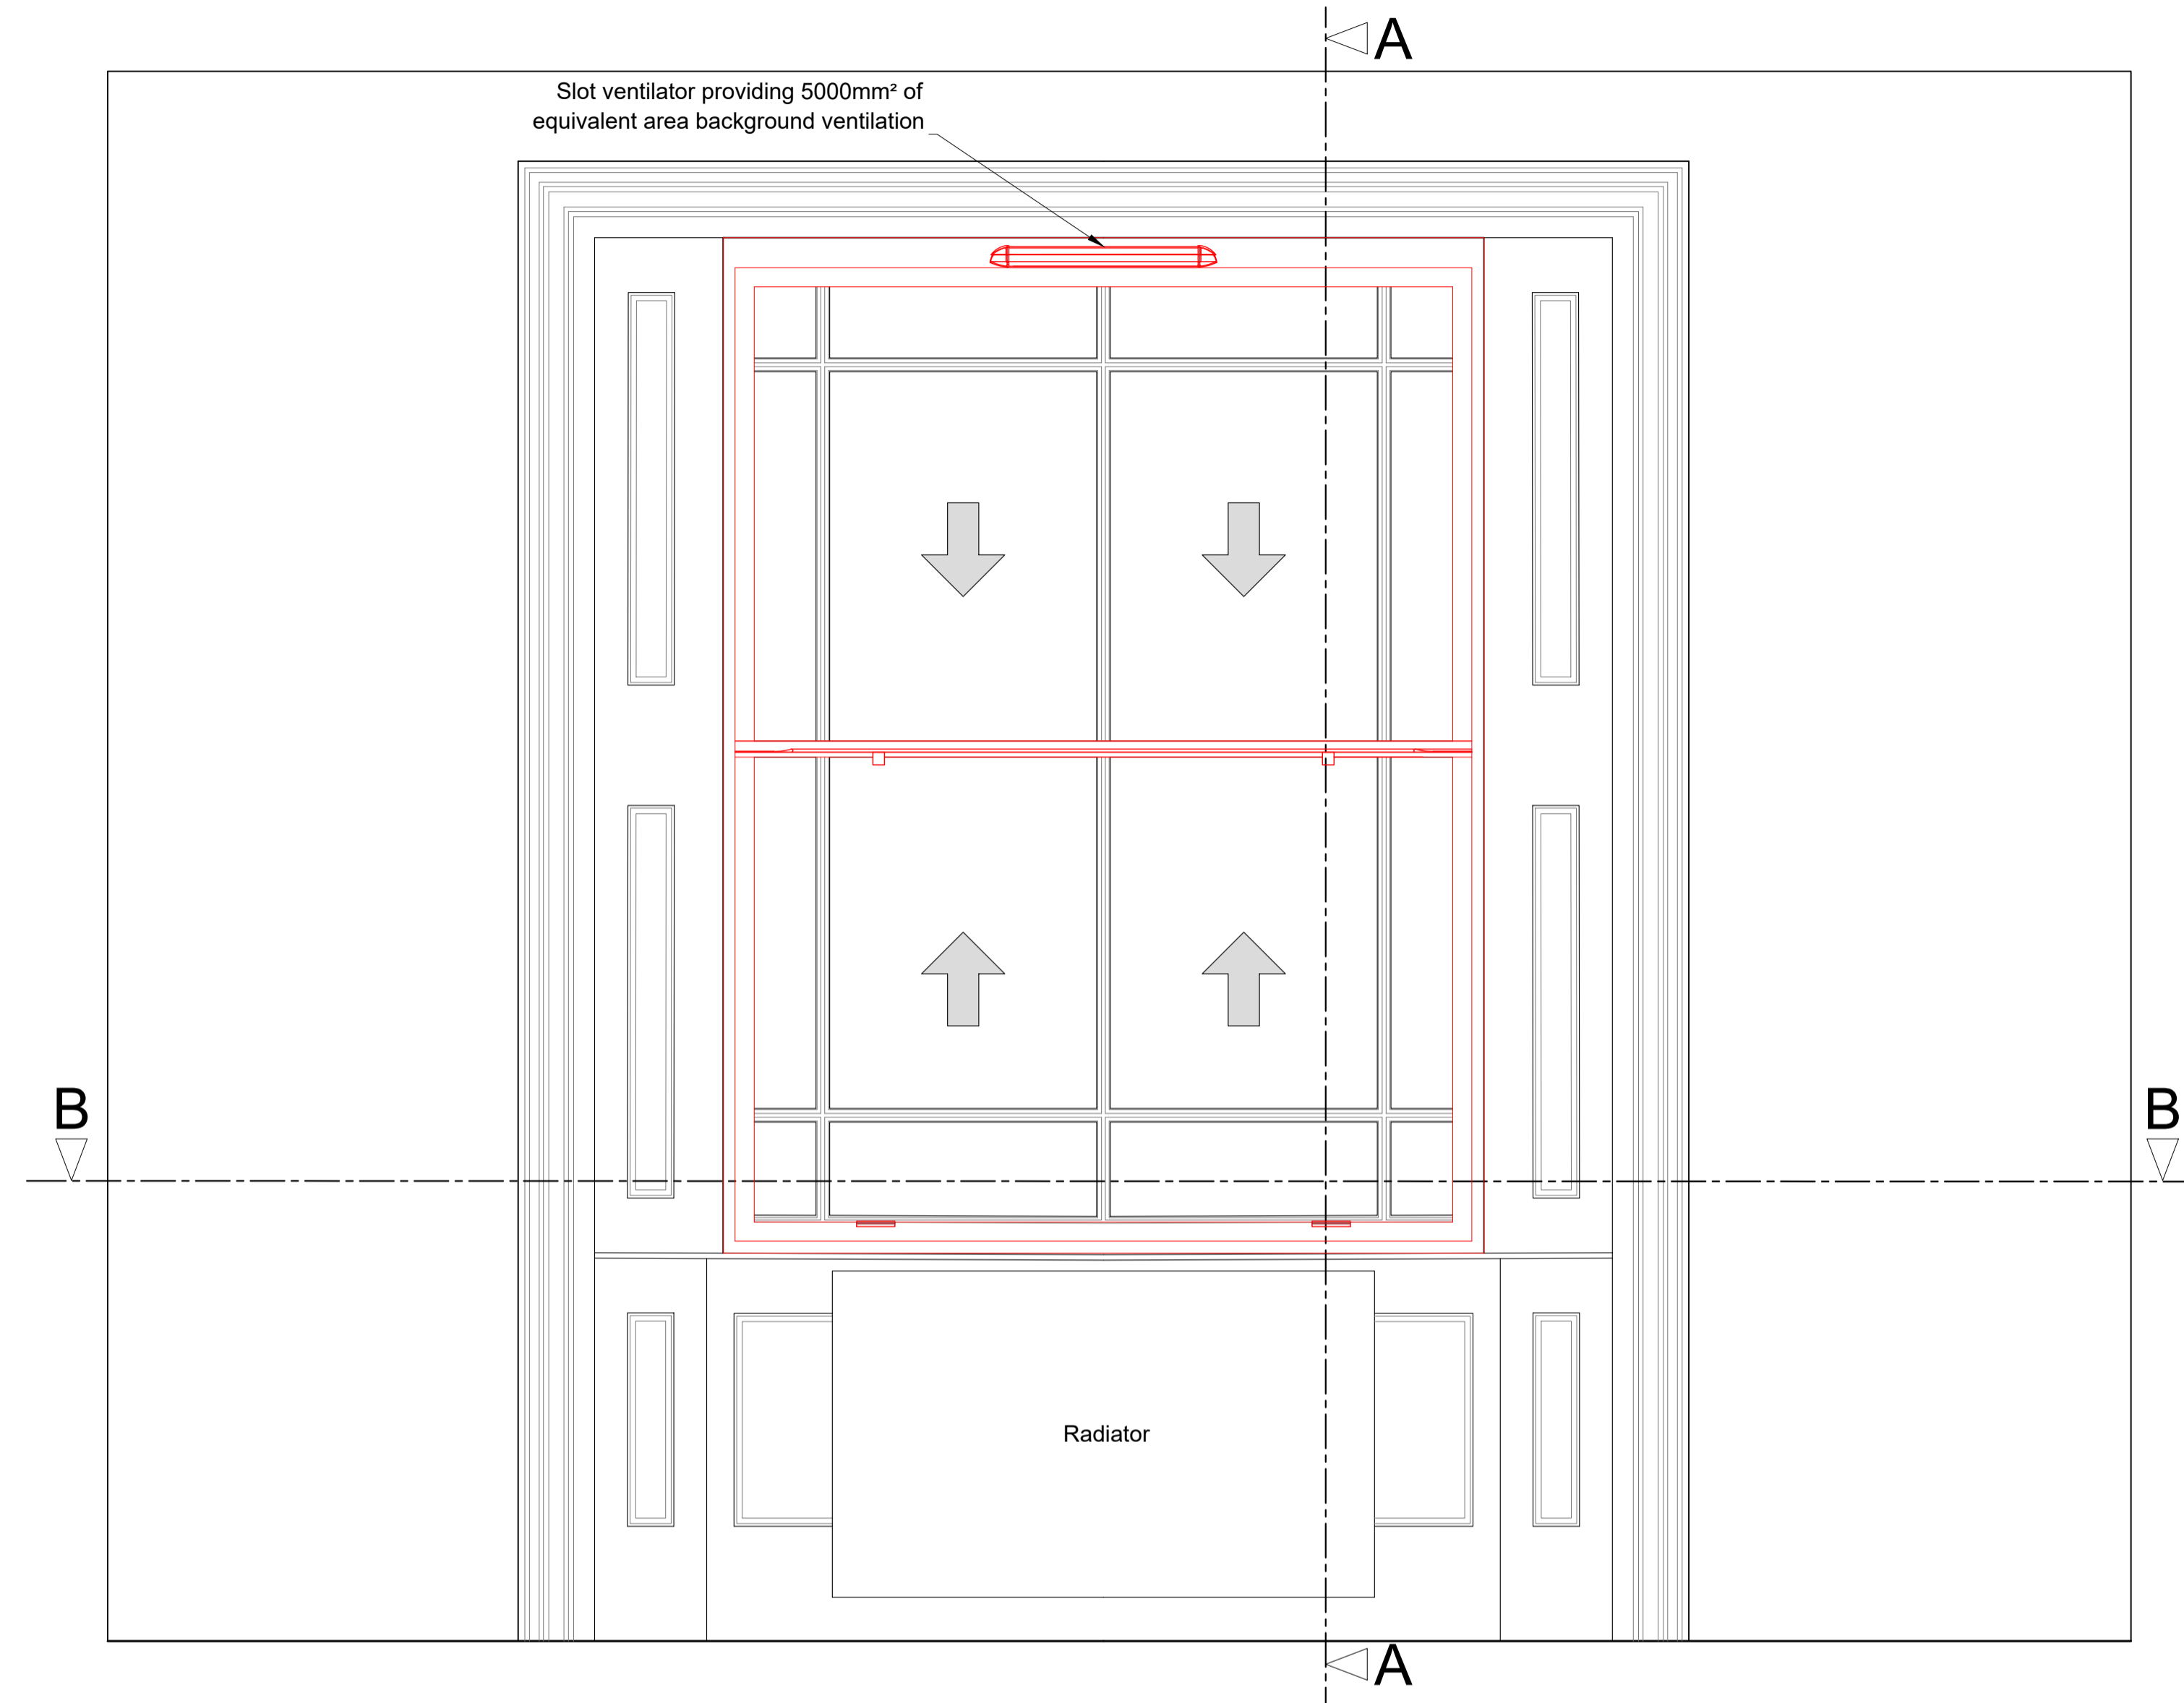 A
Slot ventilator providing 5000mm² of
equivalent area background ventilation
B
B
Radiator
A